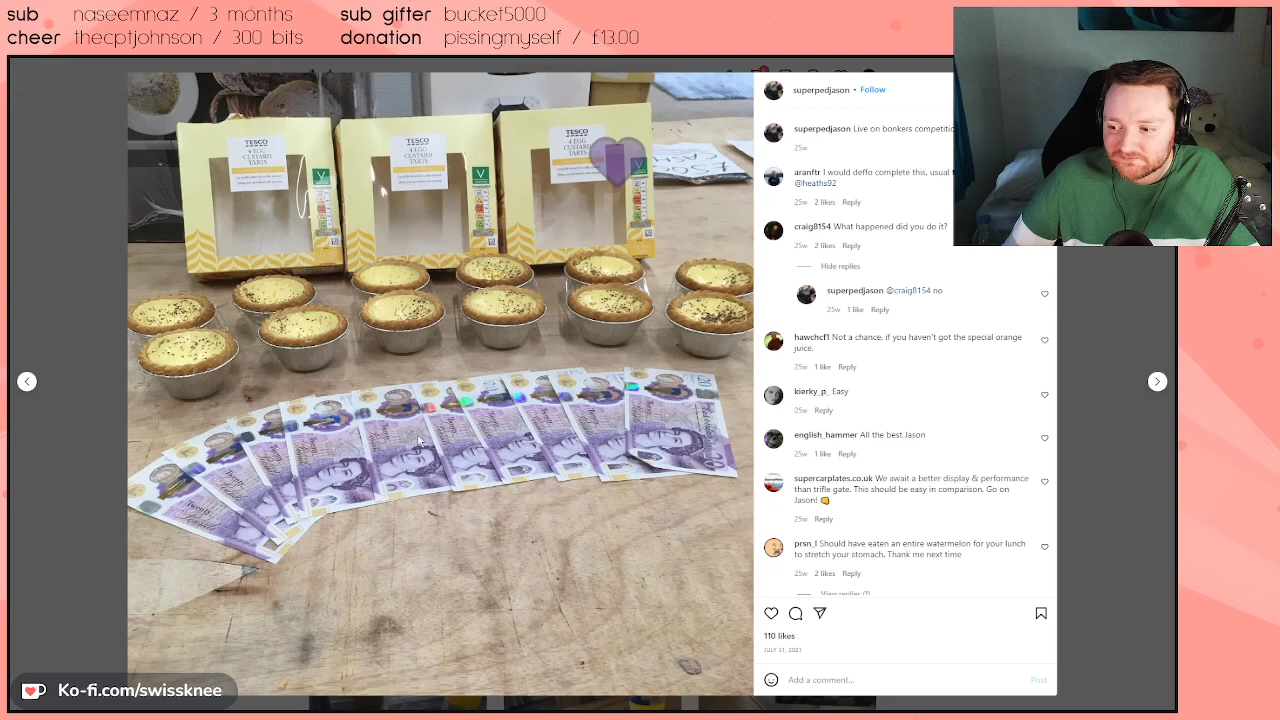 sub nasermnaz / 3 months
sub gifter bucket5000
cheer thecptjohnson / 300 bits
donation pissingmyself / £13.00
TESCO
4 EGG
CUSTARD
TARTS
TESCO
4 EGG
CUSTARD
TARTS
TESCO
4 EGG
CUSTARD
TARTS
V
V
V
20
superpedjason • Follow
superpedjason Live on bonkers
25w
aranftr I would deffo complete this, usual
@heaths92
25w 2 likes Reply
craig8154 What happened did you do it?
25w 2 likes Reply
Hide replies
superpedjason @craig8154 no
25w 1 like Reply
hawchcf1 Not a chance, if you haven't got the special orange
juice.
25w 1 like Reply
kierky_p_ Easy
25w Reply
english_hammer All the best Jason
25w 1 like Reply
supercarplates.co.uk We await a better display & performance
than trifle gate. This should be easy in comparison. Go on
Jason!
25w Reply
prsn_l Should have eaten an entire watermelon for your lunch
to stretch your stomach. Thank me next time
25w 2 likes Reply
View replies (1)
110 likes
JULY 31, 2021
Add a comment...
Post
Ko-fi.com/swissknee